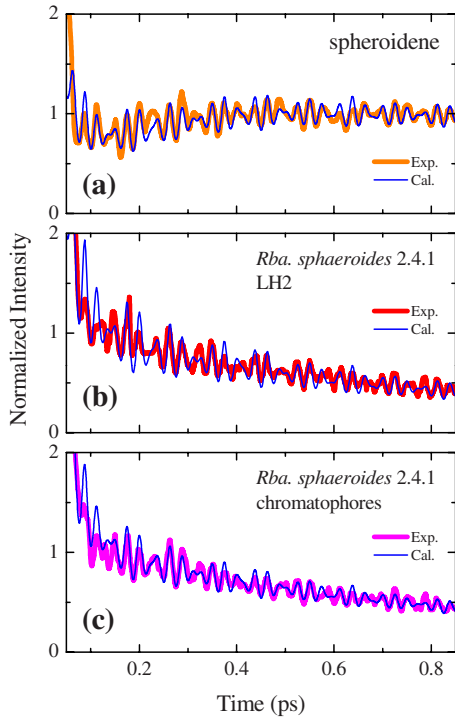 2
spheroidene
1
Exp.
Cal.
(a)
0
2
Rba. sphaeroides 2.4.1
LH2
Exp.
Cal.
1
(b)
0
2
Rba. sphaeroides 2.4.1
chromatophores
Exp.
Cal.
1
(c)
0
0.2 0.4 0.6 0.8
Time (ps)
Normalized Intensity